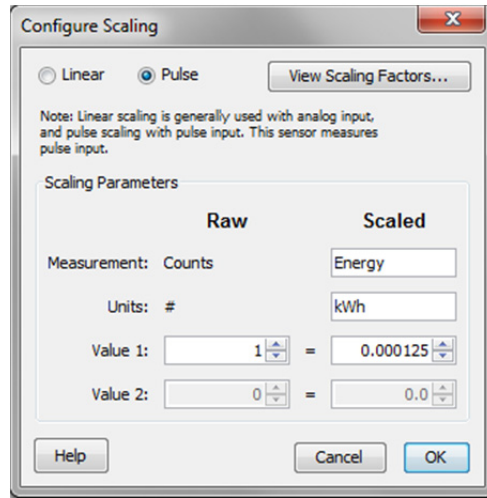 Configure Scaling
Linear Pulse View Scaling Factors...
Note: Linear scaling is generally used with analog input,
and pulse scaling with pulse input. This sensor measures
pulse input.
Scaling Parameters
Raw Scaled
Measurement: Counts Energy
Units: # kWh
Value 1: 1 = 0.000125
Value 2: 0 = 0.0
Help Cancel OK